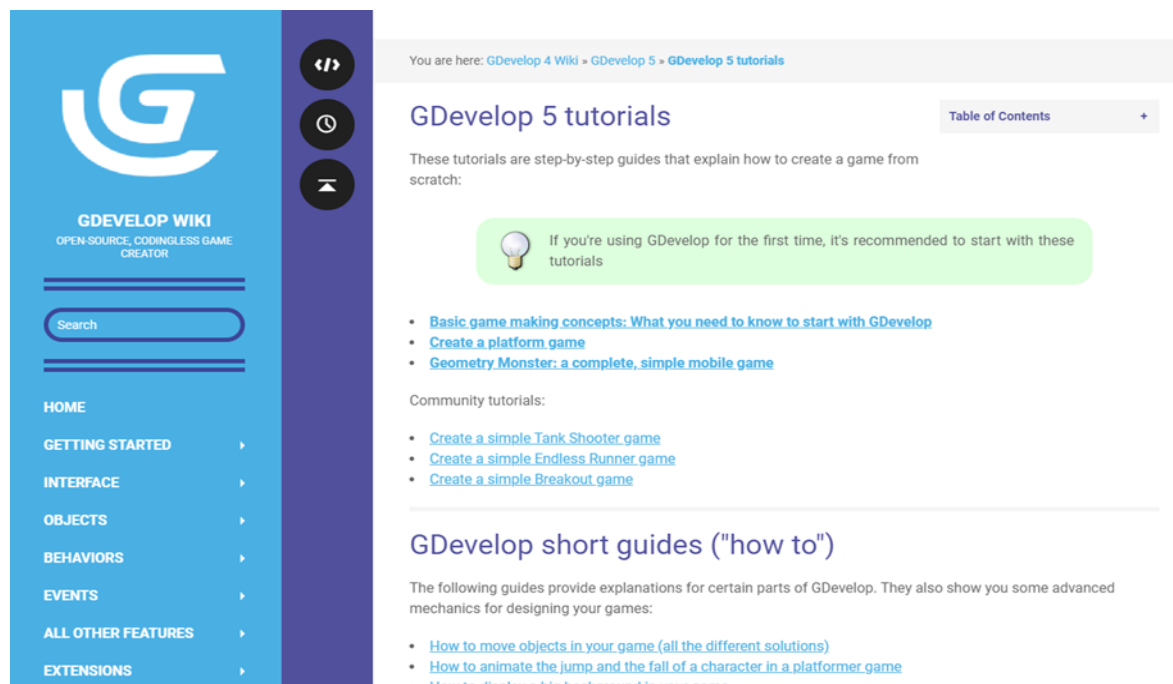 GDEVELOP WIKI
OPEN-SOURCE, CODINGLESS GAME
CREATOR
Search
HOME
GETTING STARTED
INTERFACE
OBJECTS
BEHAVIORS
EVENTS
ALL OTHER FEATURES
EXTENSIONS
You are here: GDevelop 4 Wiki » GDevelop 5 » GDevelop 5 tutorials
GDevelop 5 tutorials
Table of Contents +
These tutorials are step-by-step guides that explain how to create a game from
scratch:
If you're using GDevelop for the first time, it's recommended to start with these
tutorials
• Basic game making concepts: What you need to know to start with GDevelop
• Create a platform game
• Geometry Monster: a complete, simple mobile game
Community tutorials:
• Create a simple Tank Shooter game
• Create a simple Endless Runner game
• Create a simple Breakout game
GDevelop short guides ("how to")
The following guides provide explanations for certain parts of GDevelop. They also show you some advanced
mechanics for designing your games:
• How to move objects in your game (all the different solutions)
• How to animate the jump and the fall of a character in a platformer game